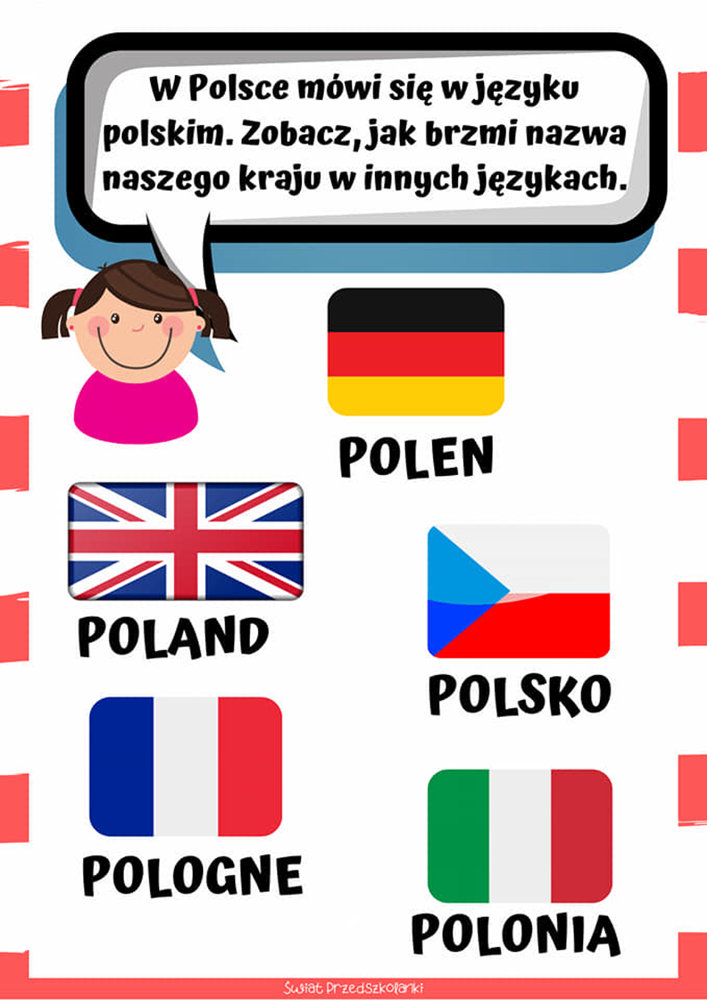 W Polsce mówi się w języku
polskim. Zobacz, jak brzmi nazwa
naszego kraju w innych językach.
POLEN
POLAND
POLSKO
POLOGNE
POLONIA
Świat Przedszkolanki